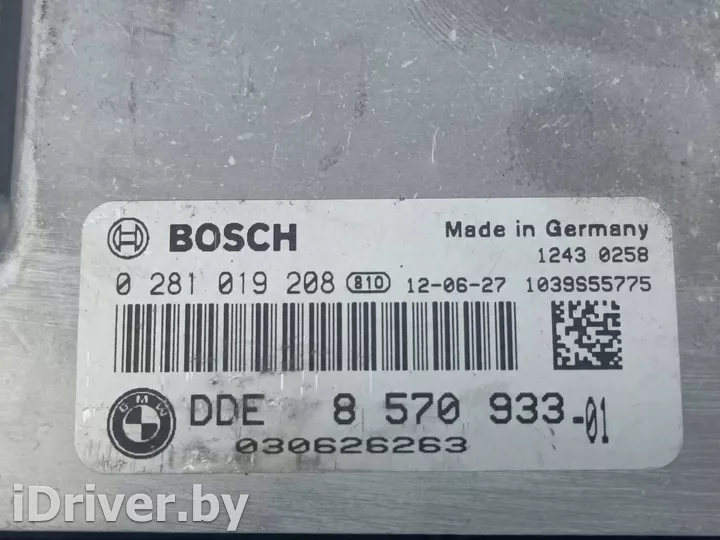 BOSCH
Made in Germany
1243 0258
0 281 019 208 810 12-06-27 1039S55775
BMW
DDE 8 570 933-01
030626263
iDriver.by